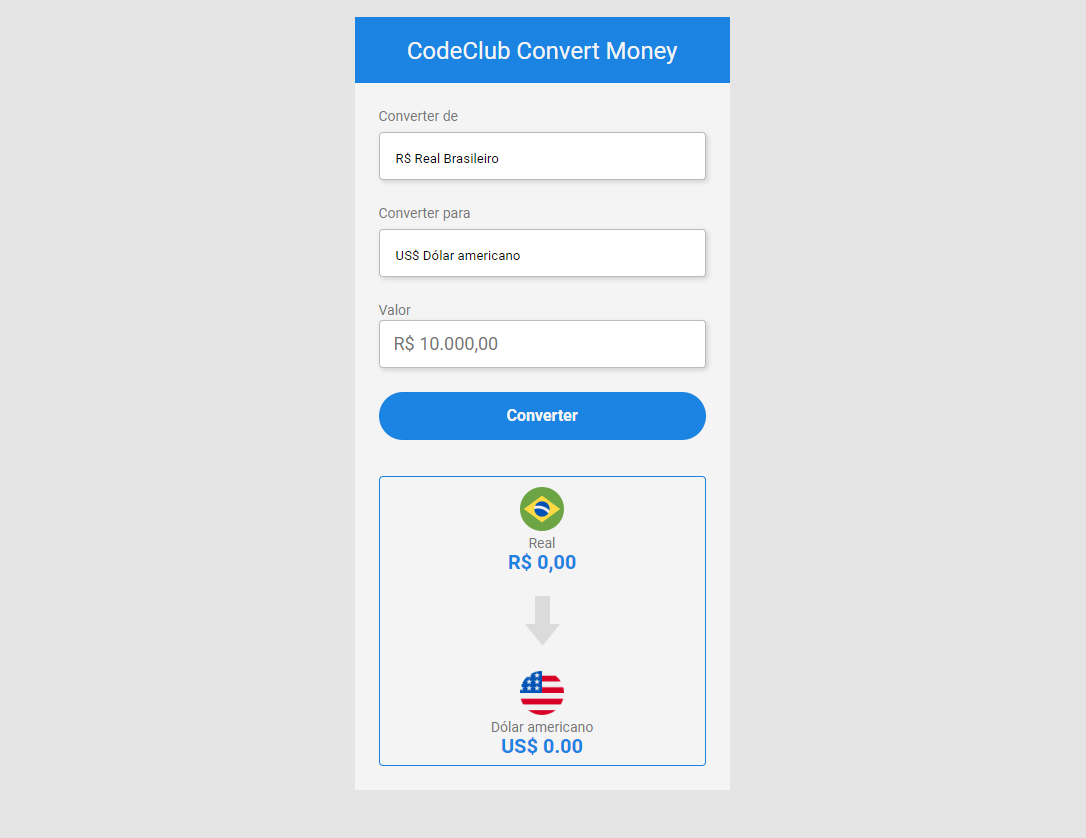 CodeClub Convert Money
Converter de
R$ Real Brasileiro
Converter para
US$ Dólar americano
Valor
R$ 10.000,00
Converter
Real
R$ 0,00
Dólar americano
US$ 0.00